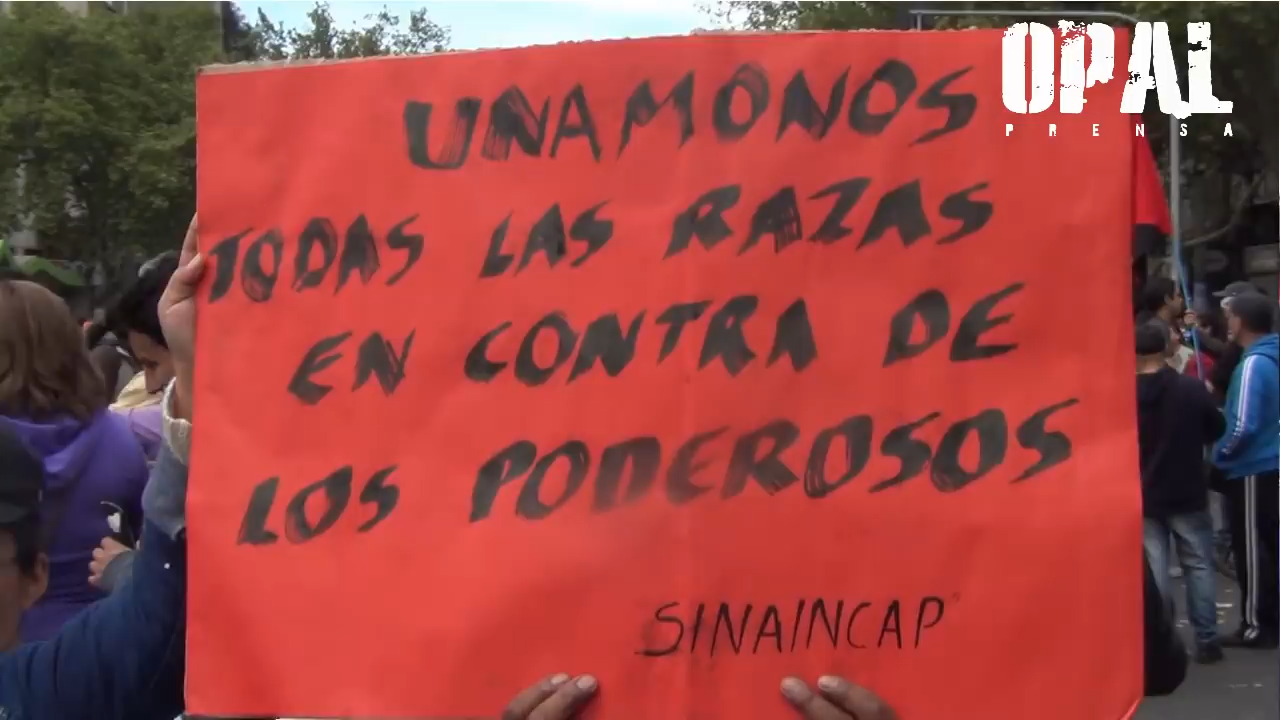 OPAL
PRENSA
UNAMONOS
TODAS LAS RAZAS
EN CONTRA DE
LOS PODEROSOS
"SINAINCAP"